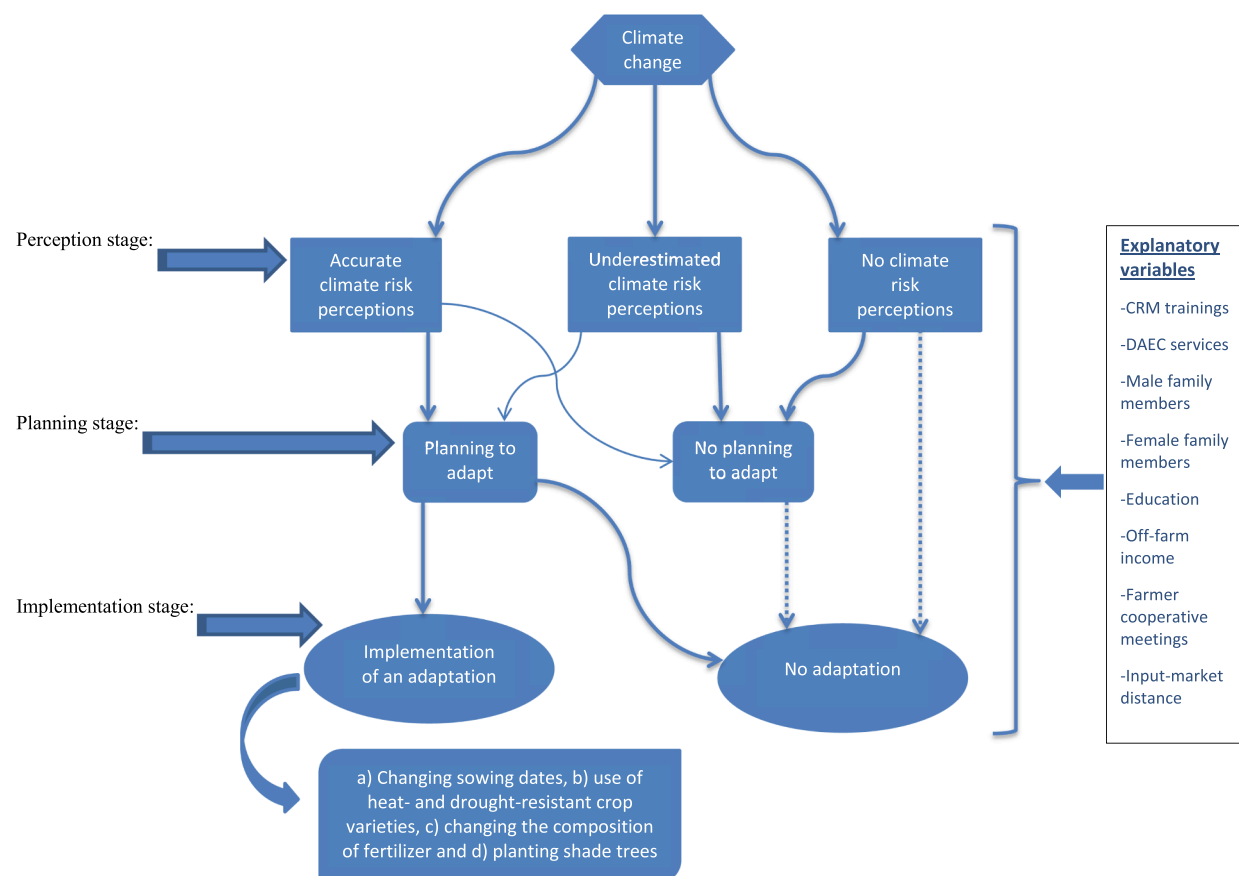 Climate
change
Perception stage:
Accurate
climate risk
perceptions
Underestimated
climate risk
perceptions
No climate
risk
perceptions
Planning stage:
Planning to
adapt
No planning
to adapt
Implementation stage:
Implementation
of an adaptation
No adaptation
a) Changing sowing dates, b) use of
heat- and drought-resistant crop
varieties, c) changing the composition
of fertilizer and d) planting shade trees
Explanatory
variables
-CRM trainings
-DAEC services
-Male family
members
-Female family
members
-Education
-Off-farm
income
-Farmer
cooperative
meetings
-Input-market
distance